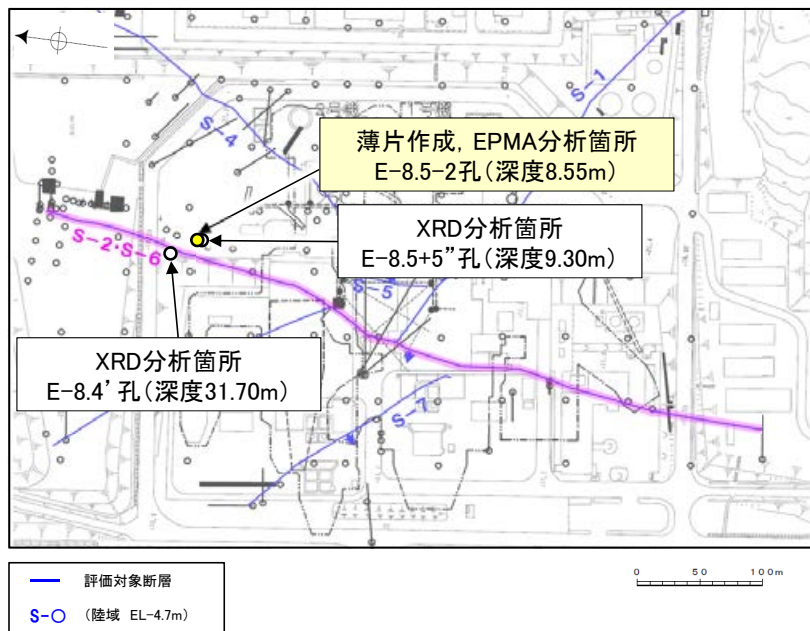 S-1
S-4
薄片作成, EPMA分析箇所
E-8.5-2孔(深度8.55m)
XRD分析箇所
E-8.5+5”孔(深度9.30m)
S-2・S-6
S-5
XRD分析箇所
E-8.4’孔(深度31.70m)
S-7
評価対象断層
S-○ (陸域 EL-4.7m)
0 50 100m